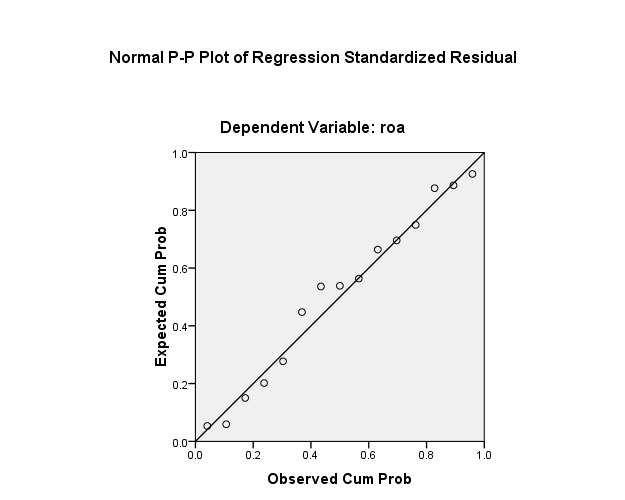 Normal P-P Plot of Regression Standardized Residual
Dependent Variable: roa
1.0
0.8
0.6
0.4
0.2
0.0
Expected Cum Prob
0.0 0.2 0.4 0.6 0.8 1.0
Observed Cum Prob